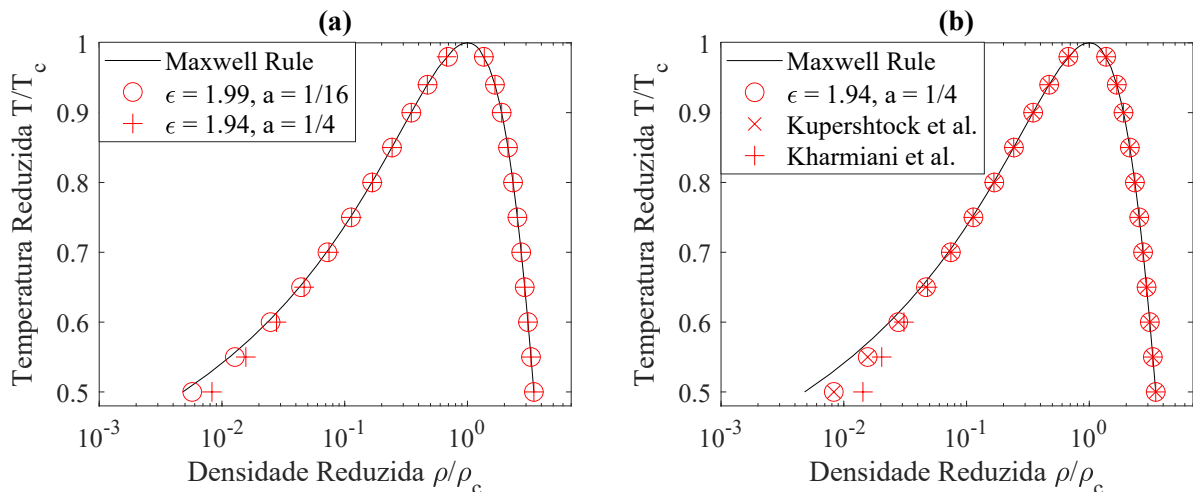 (a)
Maxwell Rule
ϵ = 1.99, a = 1/16
ϵ = 1.94, a = 1/4
Temperatura Reduzida T/T_c
1
0.9
0.8
0.7
0.6
0.5
10^-3
10^-2
10^-1
10^0
Densidade Reduzida ρ/ρ_c
(b)
Maxwell Rule
ϵ = 1.94, a = 1/4
Kupershtock et al.
Kharmiani et al.
Temperatura Reduzida T/T_c
1
0.9
0.8
0.7
0.6
0.5
10^-3
10^-2
10^-1
10^0
Densidade Reduzida ρ/ρ_c